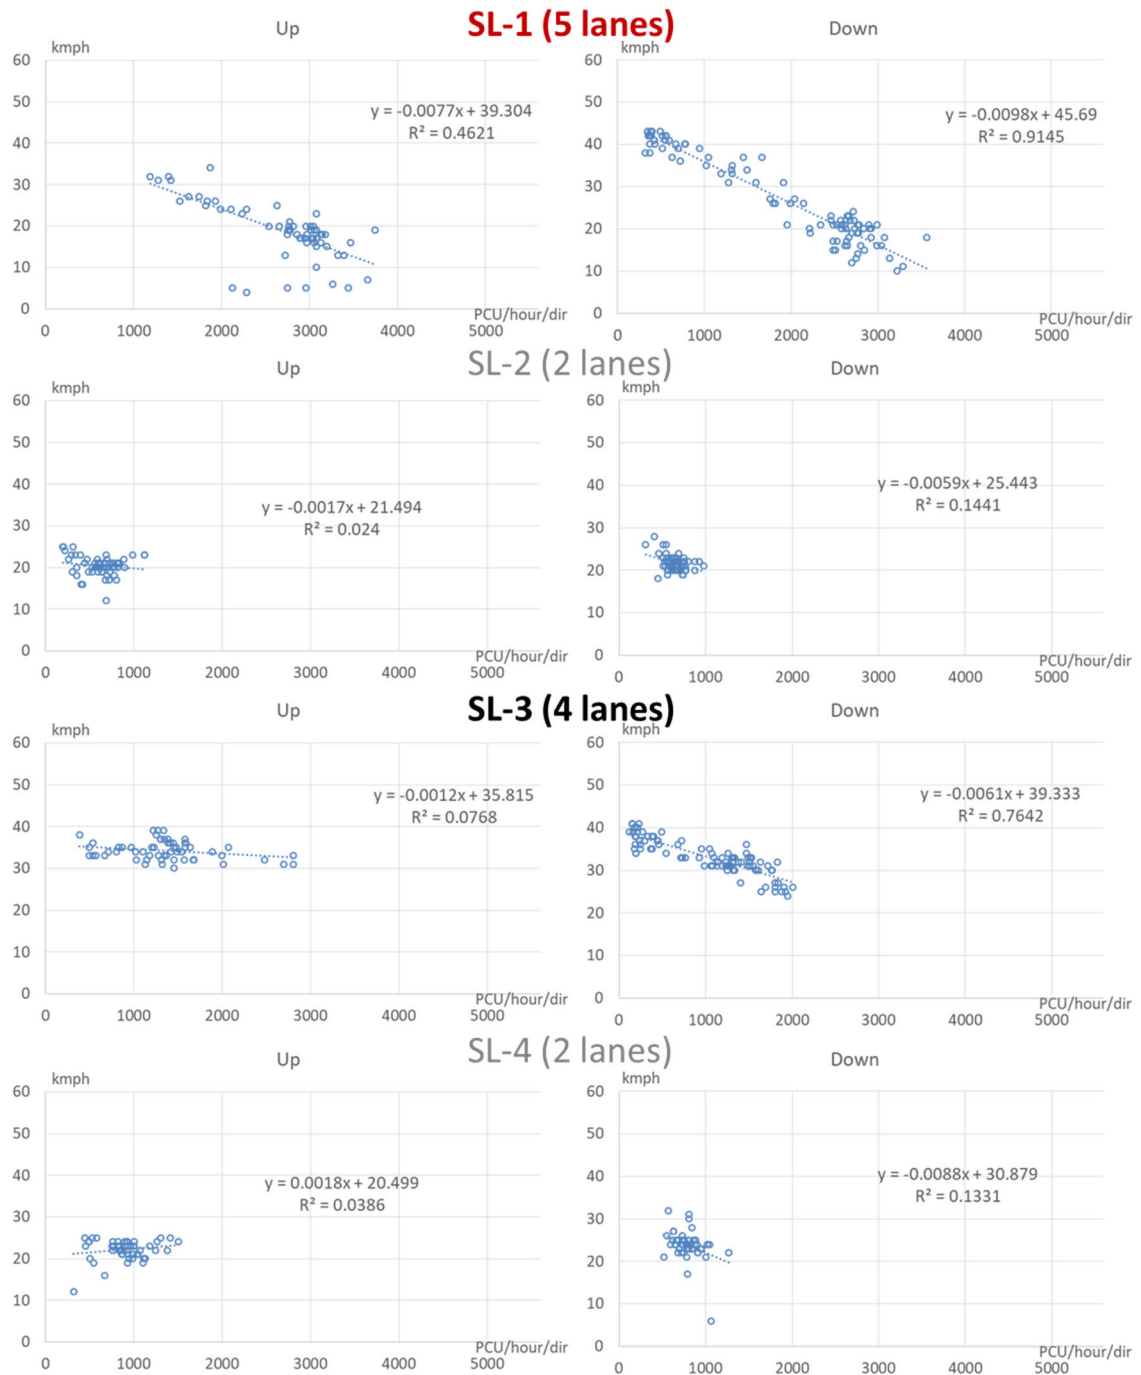 SL-1 (5 lanes)
Up
Down
kmph
60
50
40
30
20
10
0
y = -0.0077x + 39.304
R² = 0.4621
PCU/hour/dir
0 1000 2000 3000 4000 5000
60
50
40
30
20
10
0
y = -0.0098x + 45.69
R² = 0.9145
PCU/hour/dir
0 1000 2000 3000 4000 5000
SL-2 (2 lanes)
Up
Down
kmph
60
50
40
30
20
10
0
y = -0.0017x + 21.494
R² = 0.024
PCU/hour/dir
0 1000 2000 3000 4000 5000
kmph
60
50
40
30
20
10
0
y = -0.0059x + 25.443
R² = 0.1441
PCU/hour/dir
0 1000 2000 3000 4000 5000
SL-3 (4 lanes)
Up
Down
kmph
60
50
40
30
20
10
0
y = -0.0012x + 35.815
R² = 0.0768
PCU/hour/dir
0 1000 2000 3000 4000 5000
kmph
60
50
40
30
20
10
0
y = -0.0061x + 39.333
R² = 0.7642
PCU/hour/dir
0 1000 2000 3000 4000 5000
SL-4 (2 lanes)
Up
Down
kmph
60
50
40
30
20
10
0
y = 0.0018x + 20.499
R² = 0.0386
PCU/hour/dir
0 1000 2000 3000 4000 5000
kmph
60
50
40
30
20
10
0
y = -0.0088x + 30.879
R² = 0.1331
PCU/hour/dir
0 1000 2000 3000 4000 5000